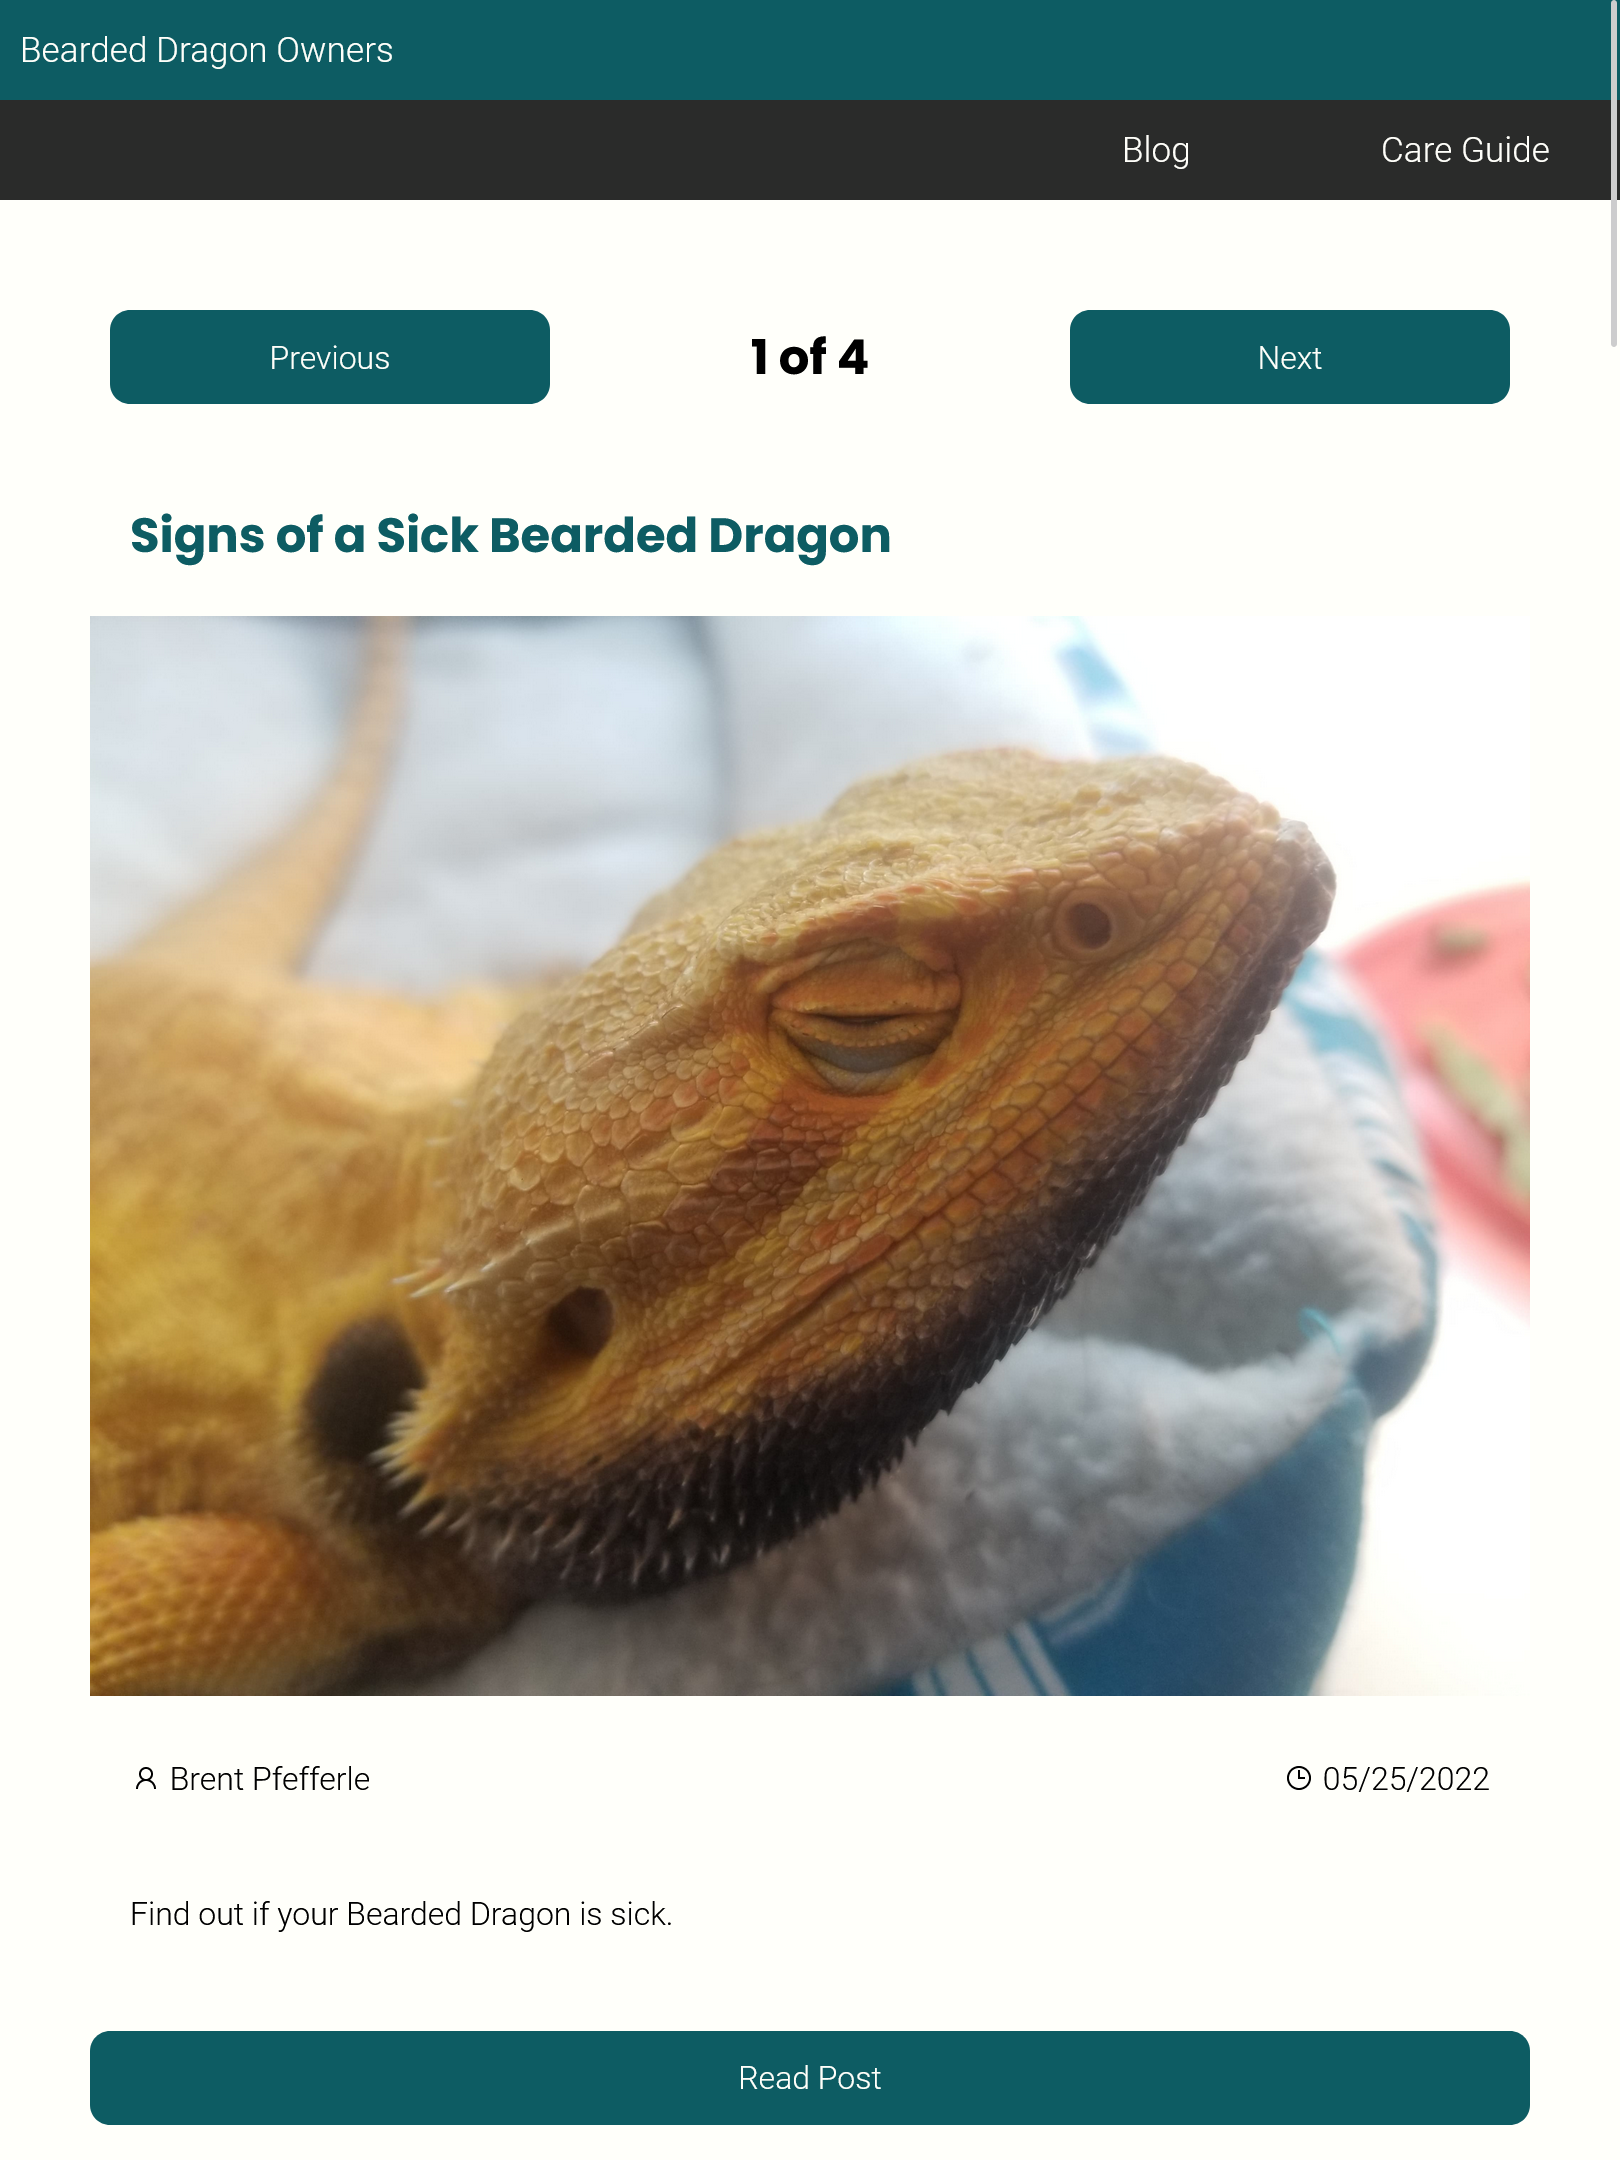 Bearded Dragon Owners
Blog Care Guide
Previous 1 of 4 Next
Signs of a Sick Bearded Dragon
Brent Pfefferle 05/25/2022
Find out if your Bearded Dragon is sick.
Read Post